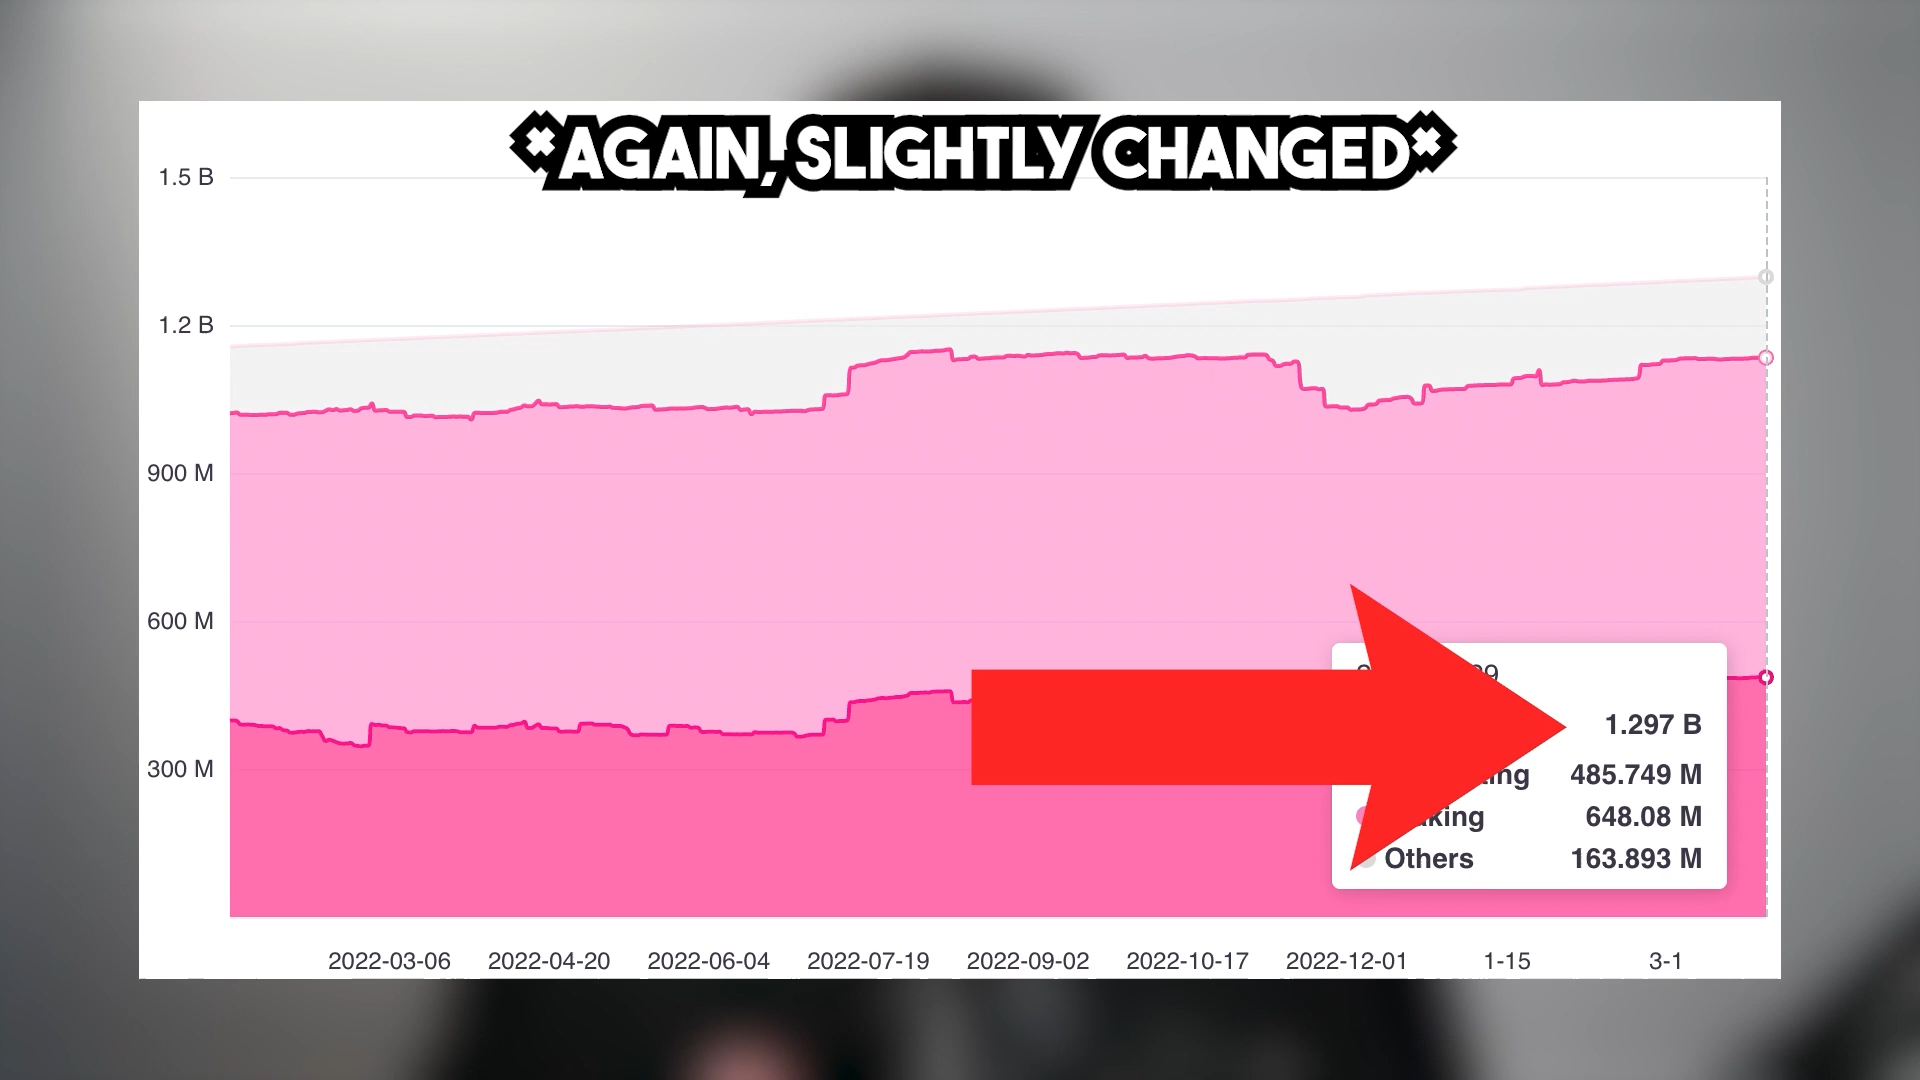 *AGAIN, SLIGHTLY CHANGED*
1.5 B
1.2 B
900 M
600 M
300 M
1.297 B
485.749 M
648.08 M
Others 163.893 M
2022-03-06 2022-04-20 2022-06-04 2022-07-19 2022-09-02 2022-10-17 2022-12-01 1-15 3-1